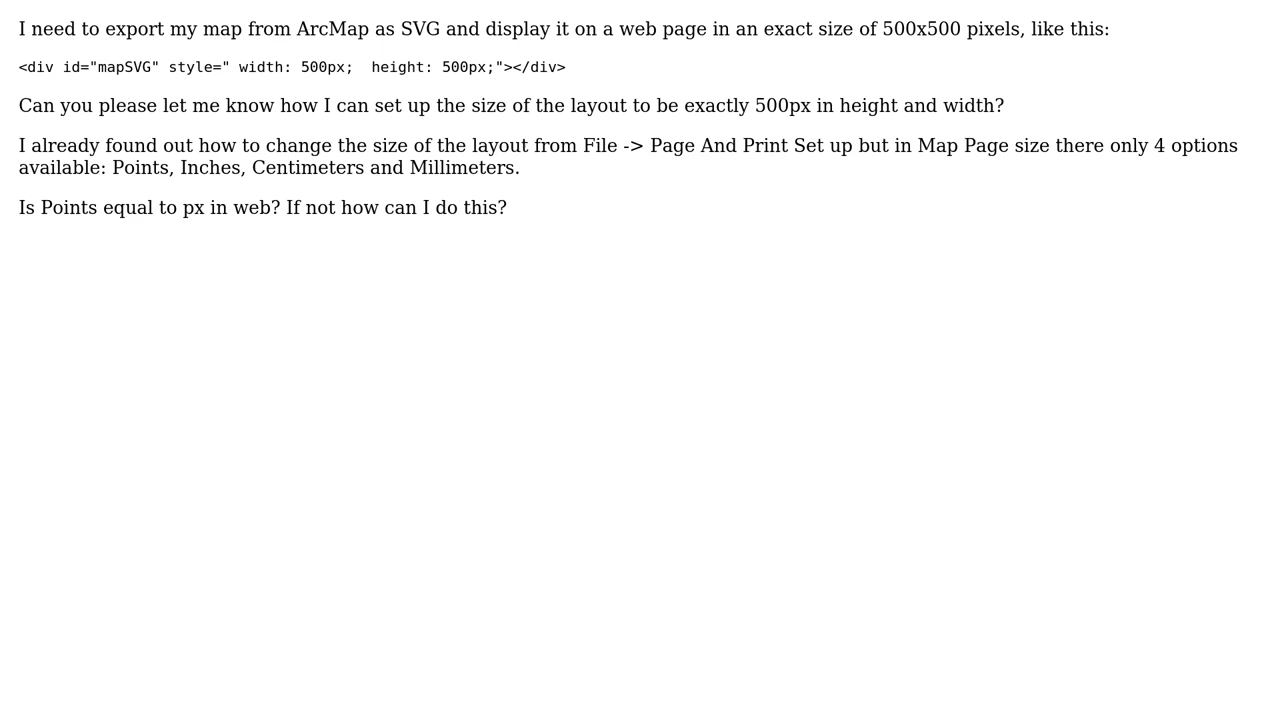 I need to export my map from ArcMap as SVG and display it on a web page in an exact size of 500x500 pixels, like this:
<div id="mapSVG" style=" width: 500px;  height: 500px;"></div>
Can you please let me know how I can set up the size of the layout to be exactly 500px in height and width?
I already found out how to change the size of the layout from File -> Page And Print Set up but in Map Page size there only 4 options
available: Points, Inches, Centimeters and Millimeters.
Is Points equal to px in web? If not how can I do this?